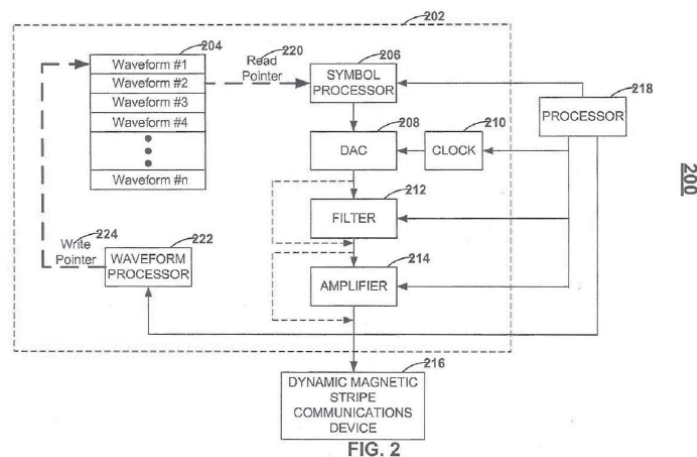 202
204
Waveform #1
Waveform #2
Waveform #3
Waveform #4
Waveform #n
220
Read
Pointer
206
SYMBOL
PROCESSOR
218
PROCESSOR
208
DAC
210
CLOCK
212
FILTER
200
224
Write
Pointer
222
WAVEFORM
PROCESSOR
214
AMPLIFIER
216
DYNAMIC MAGNETIC
STRIPE
COMMUNICATIONS
DEVICE
FIG. 2